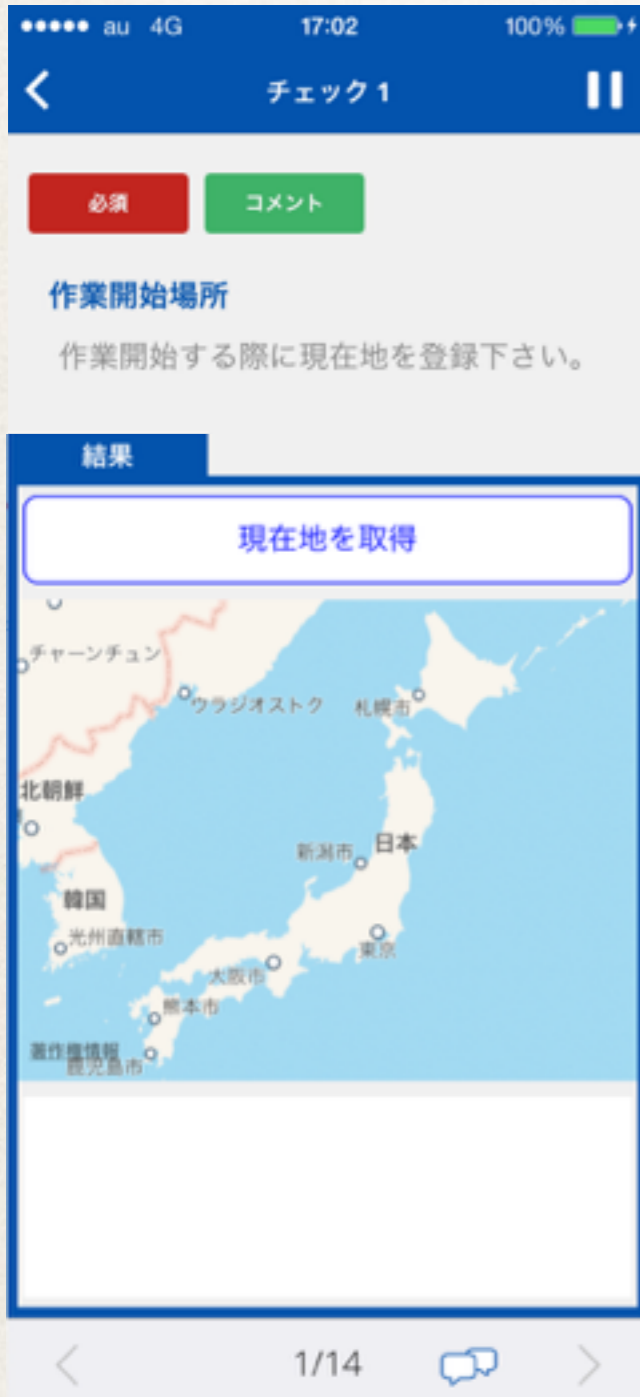 au 4G 17:02 100%
チェック 1
必須 コメント
作業開始場所
作業開始する際に現在地を登録下さい。
結果
現在地を取得
チャーンチュン
ウラジオストク
札幌市
北朝鮮
新潟市
日本
韓国
光州直轄市
東京
大阪市
熊本市
著作権情報
鹿児島市
1/14